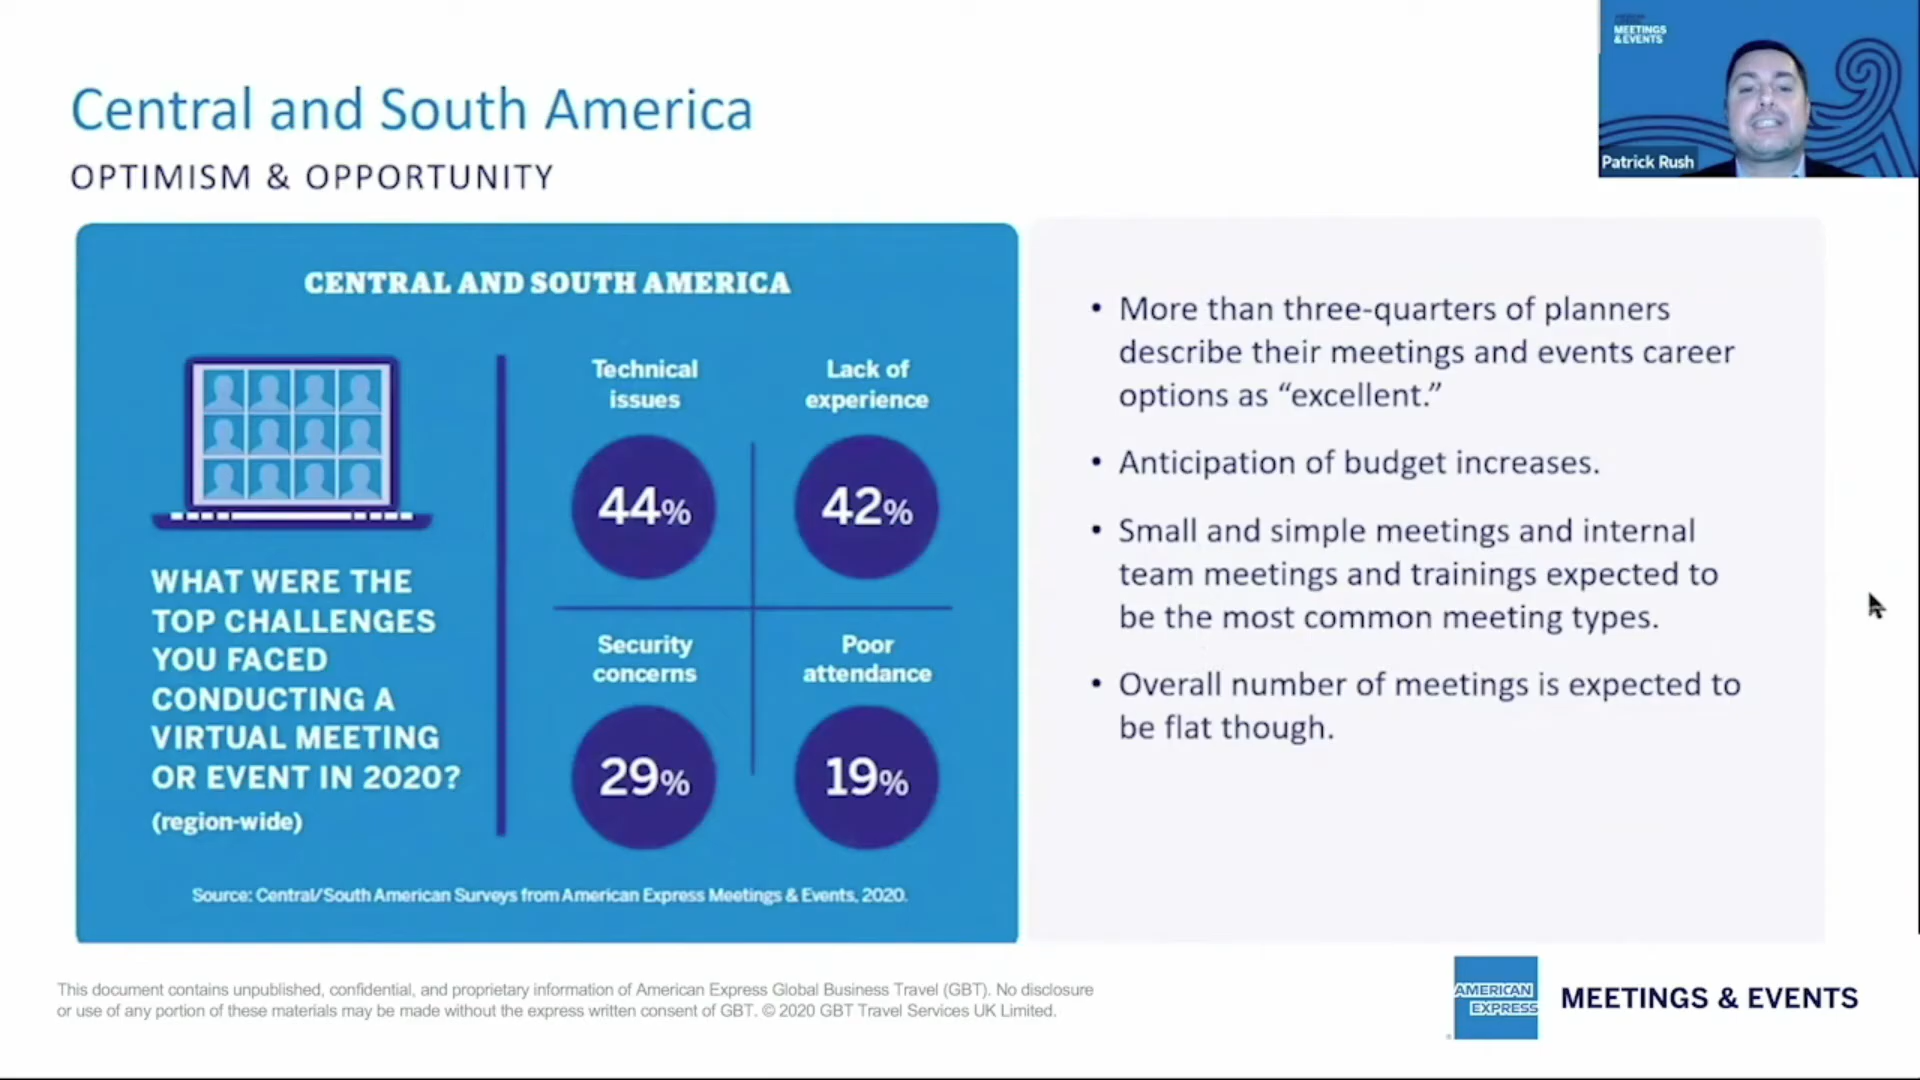 MEETINGS
& EVENTS
Patrick Rush
Central and South America
OPTIMISM & OPPORTUNITY
CENTRAL AND SOUTH AMERICA
WHAT WERE THE
TOP CHALLENGES
YOU FACED
CONDUCTING A
VIRTUAL MEETING
OR EVENT IN 2020?
(region-wide)
Technical
issues
44%
Lack of
experience
42%
Security
concerns
29%
Poor
attendance
19%
Source: Central/South American Surveys from American Express Meetings & Events, 2020.
• More than three-quarters of planners
describe their meetings and events career
options as “excellent.”
• Anticipation of budget increases.
• Small and simple meetings and internal
team meetings and trainings expected to
be the most common meeting types.
• Overall number of meetings is expected to
be flat though.
This document contains unpublished, confidential, and proprietary information of American Express Global Business Travel (GBT). No disclosure
or use of any portion of these materials may be made without the express written consent of GBT. © 2020 GBT Travel Services UK Limited.
AMERICAN
EXPRESS
®
MEETINGS & EVENTS